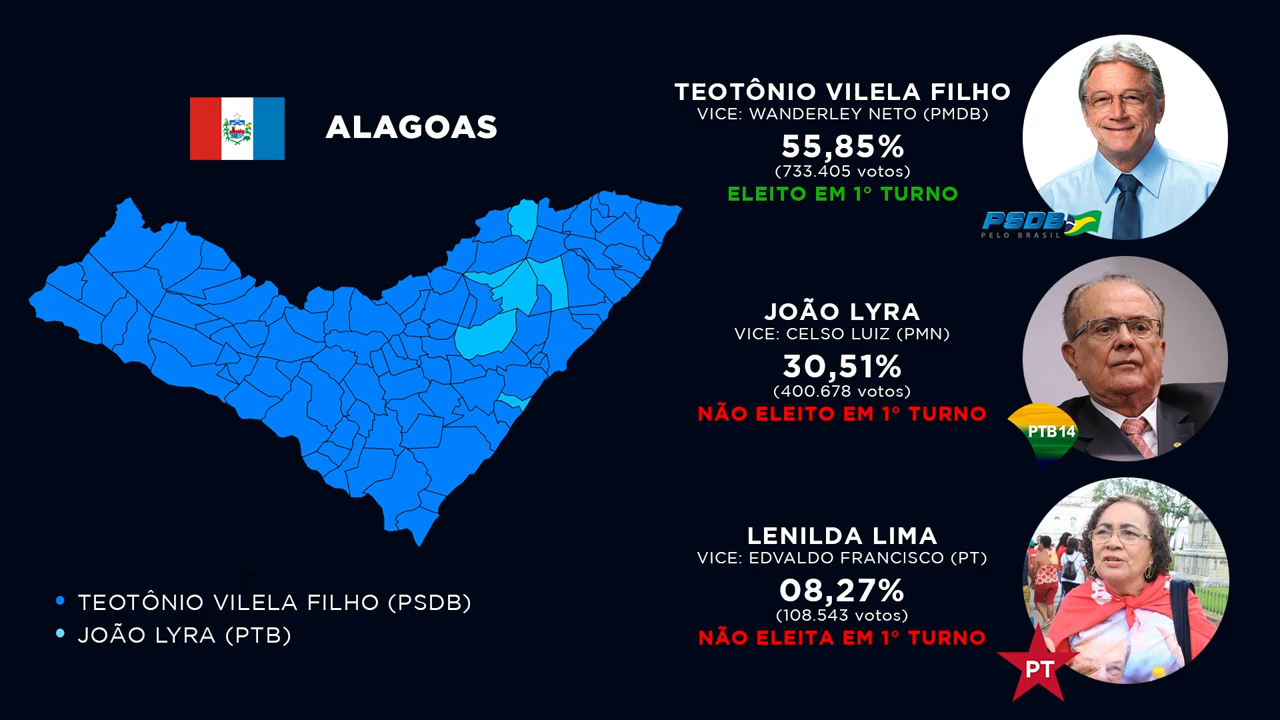 ALAGOAS
TEOTÔNIO VILELA FILHO
VICE: WANDERLEY NETO (PMDB)
55,85%
(733.405 votos)
ELEITO EM 1° TURNO
PSDB
PELO BRASIL
JOÃO LYRA
VICE: CELSO LUIZ (PMN)
30,51%
(400.678 votos)
NÃO ELEITO EM 1° TURNO
PTB14
LENILDA LIMA
VICE: EDVALDO FRANCISCO (PT)
08,27%
(108.543 votos)
NÃO ELEITA EM 1° TURNO
PT
• TEOTÔNIO VILELA FILHO (PSDB)
• JOÃO LYRA (PTB)